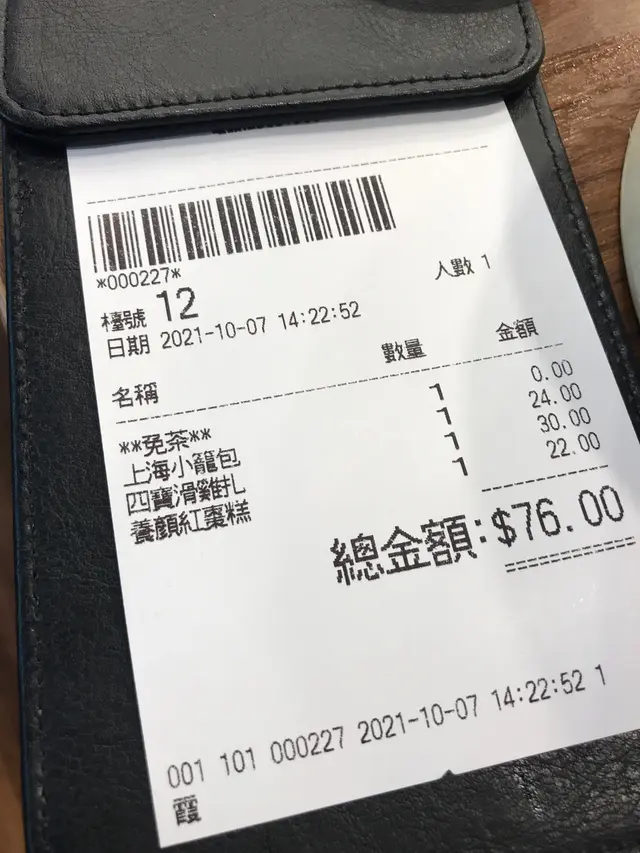 *000227*
檯號 12 人數 1
日期 2021-10-07 14:22:52
名稱 數量 金額
**免茶** 1 0.00
上海小籠包 1 24.00
四寶滑雞扎 1 30.00
養顏紅棗糕 1 22.00
總金額:$76.00
001 101 000227 2021-10-07 14:22:52 1
霞